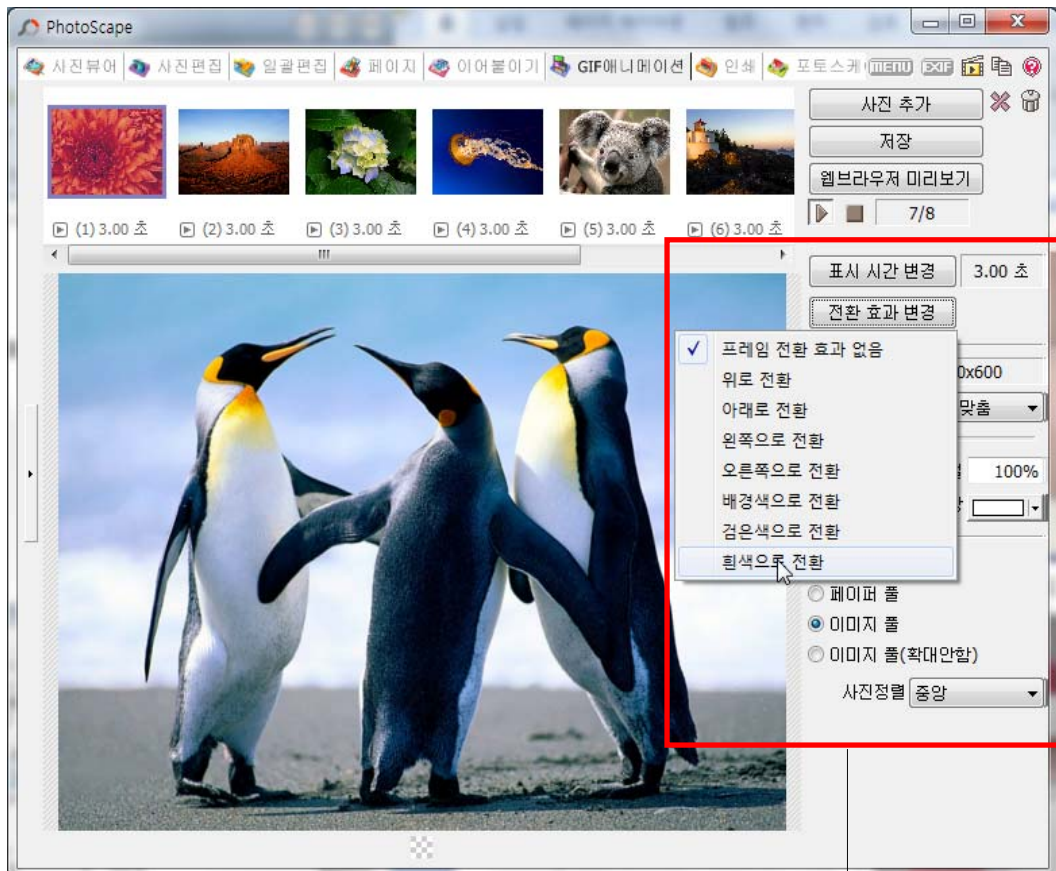 PhotoScape
사진뷰어 사진편집 일괄편집 페이지 이어붙이기 GIF애니메이션 인쇄 포토스케 MENU EXIF
사진 추가
저장
웹브라우저 미리보기
7/8
(1) 3.00 초 (2) 3.00 초 (3) 3.00 초 (4) 3.00 초 (5) 3.00 초 (6) 3.00 초
표시 시간 변경 3.00 초
전환 효과 변경
프레임 전환 효과 없음
0x600
위로 전환
맞춤
아래로 전환
왼쪽으로 전환
오른쪽으로 전환
100%
배경색으로 전환
검은색으로 전환
흰색으로 전환
페이퍼 풀
이미지 풀
이미지 풀(확대안함)
사진정렬 중앙